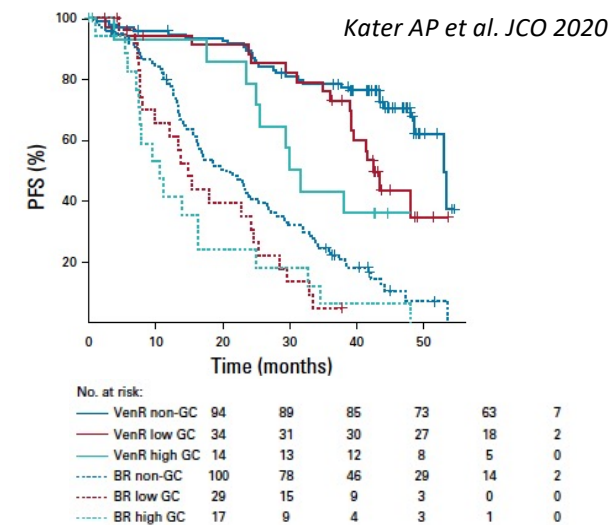 Kater AP et al. JCO 2020
100
80
60
40
20
PFS (%)
0 10 20 30 40 50
Time (months)
No. at risk:
VenR non-GC 94 89 85 73 63 7
VenR low GC 34 31 30 27 18 2
VenR high GC 14 13 12 8 5 0
BR non-GC 100 78 46 29 14 2
BR low GC 29 15 9 3 0 0
BR high GC 17 9 4 3 1 0